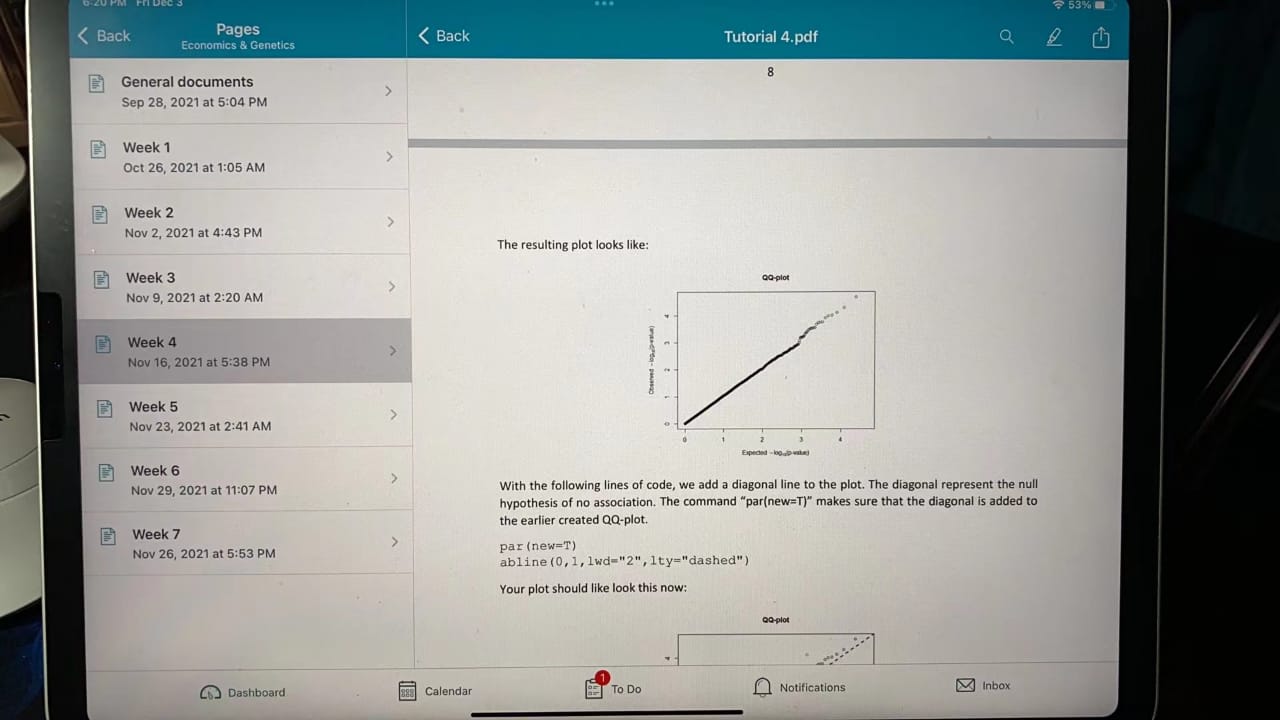 6:20 PM Fri Dec 3
53%
Back
Pages
Economics & Genetics
Back
Tutorial 4.pdf
General documents
Sep 28, 2021 at 5:04 PM
Week 1
Oct 26, 2021 at 1:05 AM
Week 2
Nov 2, 2021 at 4:43 PM
Week 3
Nov 9, 2021 at 2:20 AM
Week 4
Nov 16, 2021 at 5:38 PM
Week 5
Nov 23, 2021 at 2:41 AM
Week 6
Nov 29, 2021 at 11:07 PM
Week 7
Nov 26, 2021 at 5:53 PM
8
The resulting plot looks like:
QQ-plot
Observed -log10(p-value)
4
3
2
1
0
0 1 2 3 4
Expected -log10(p-value)
With the following lines of code, we add a diagonal line to the plot. The diagonal represent the null
hypothesis of no association. The command "par(new=T)" makes sure that the diagonal is added to
the earlier created QQ-plot.
par(new=T)
abline(0,1,lwd="2",lty="dashed")
Your plot should like look this now:
QQ-plot
4
Dashboard
Calendar
1
To Do
Notifications
Inbox